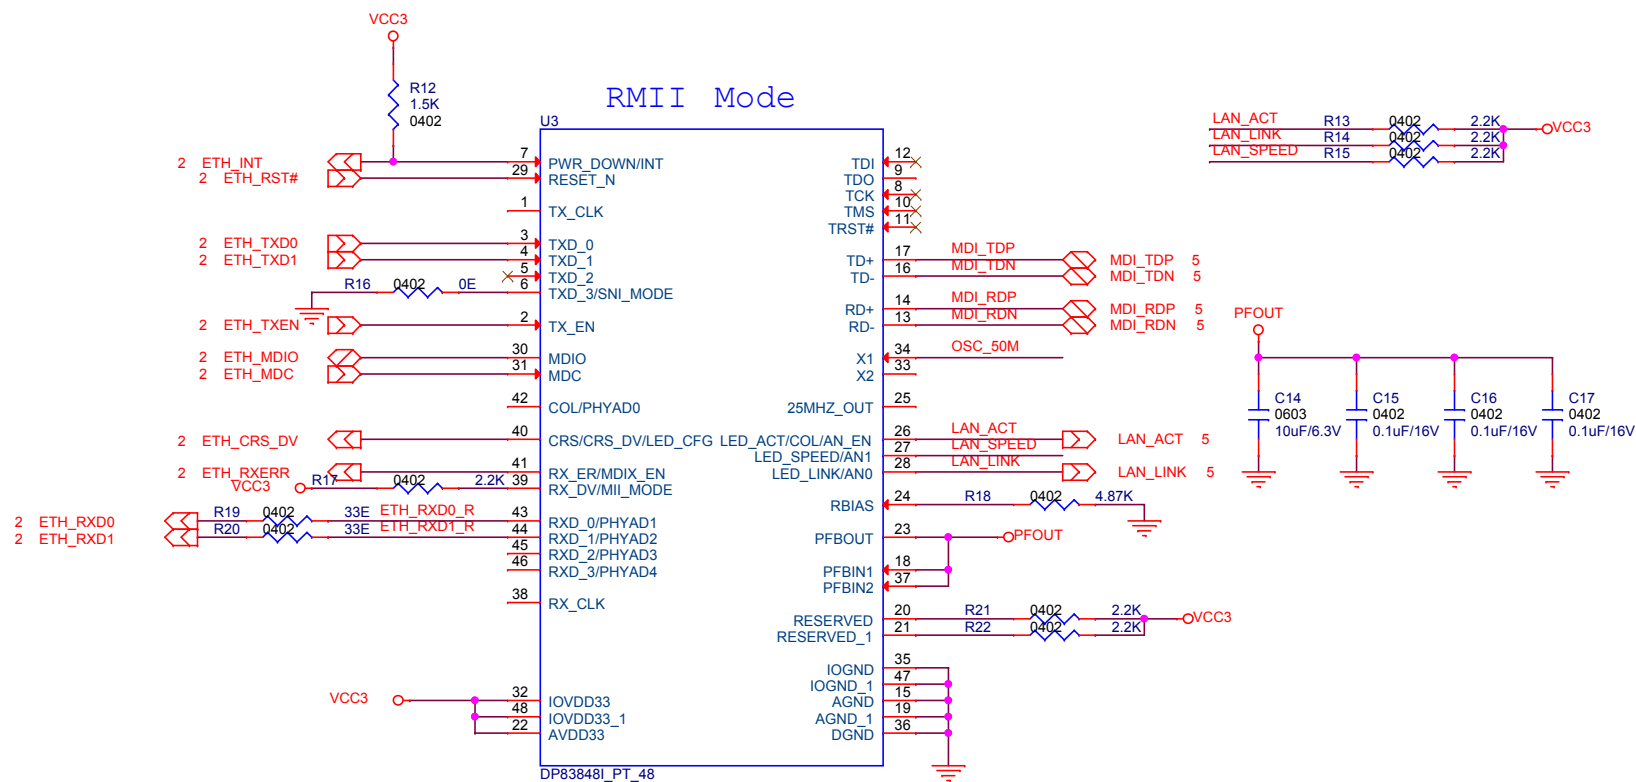 VCC3
R12
1.5K
0402
RMII Mode
U3
2 ETH_INT 7 PWR_DOWN/INT
2 ETH_RST# 29 RESET_N
1 TX_CLK
2 ETH_TXD0 3 TXD_0
2 ETH_TXD1 4 TXD_1
5 TXD_2
R16 0402 0E 6 TXD_3/SNI_MODE
2 ETH_TXEN 2 TX_EN
2 ETH_MDIO 30 MDIO
2 ETH_MDC 31 MDC
42 COL/PHYAD0
2 ETH_CRS_DV 40 CRS/CRS_DV/LED_CFG
2 ETH_RXERR 41 RX_ER/MDIX_EN
VCC3 R17 0402 2.2K 39 RX_DV/MII_MODE
2 ETH_RXD0 R19 0402 33E ETH_RXD0_R 43 RXD_0/PHYAD1
2 ETH_RXD1 R20 0402 33E ETH_RXD1_R 44 RXD_1/PHYAD2
45 RXD_2/PHYAD3
46 RXD_3/PHYAD4
38 RX_CLK
VCC3 32 IOVDD33
48 IOVDD33_1
22 AVDD33
DP83848I_PT_48
TDI 12
TDO 9
TCK 8
TMS 10
TRST# 11
TD+ 17 MDI_TDP MDI_TDP 5
TD- 16 MDI_TDN MDI_TDN 5
RD+ 14 MDI_RDP MDI_RDP 5
RD- 13 MDI_RDN MDI_RDN 5
X1 34 OSC_50M
X2 33
25MHZ_OUT 25
LED_ACT/COL/AN_EN 26 LAN_ACT LAN_ACT 5
LED_SPEED/AN1 27 LAN_SPEED
LED_LINK/AN0 28 LAN_LINK LAN_LINK 5
RBIAS 24 R18 0402 4.87K
PFBOUT 23 PFOUT
PFBIN1 18
PFBIN2 37
RESERVED 20 R21 0402 2.2K VCC3
RESERVED_1 21 R22 0402 2.2K
IOGND 35
IOGND_1 47
AGND 15
AGND_1 19
DGND 36
LAN_ACT R13 0402 2.2K VCC3
LAN_LINK R14 0402 2.2K
LAN_SPEED R15 0402 2.2K
PFOUT
C14 C15 C16 C17
0603 0402 0402 0402
10uF/6.3V 0.1uF/16V 0.1uF/16V 0.1uF/16V